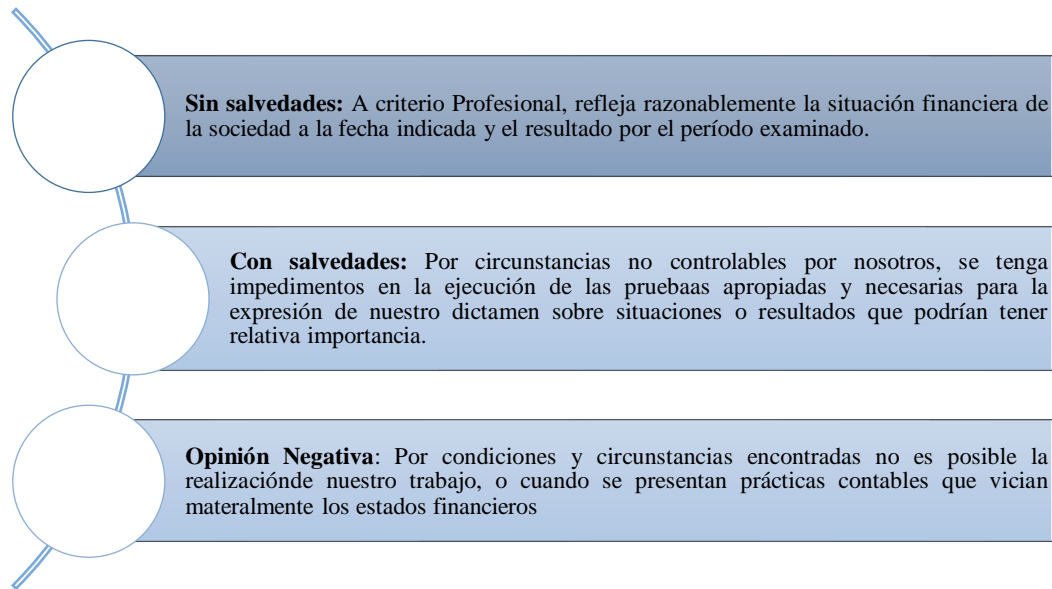 Sin salvedades: A criterio Profesional, refleja razonablemente la situación financiera de
la sociedad a la fecha indicada y el resultado por el período examinado.
Con salvedades: Por circunstancias no controlables por nosotros, se tenga
impedimentos en la ejecución de las pruebaas apropiadas y necesarias para la
expresión de nuestro dictamen sobre situaciones o resultados que podrían tener
relativa importancia.
Opinión Negativa: Por condiciones y circunstancias encontradas no es posible la
realizaciónde nuestro trabajo, o cuando se presentan prácticas contables que vician
materalmente los estados financieros